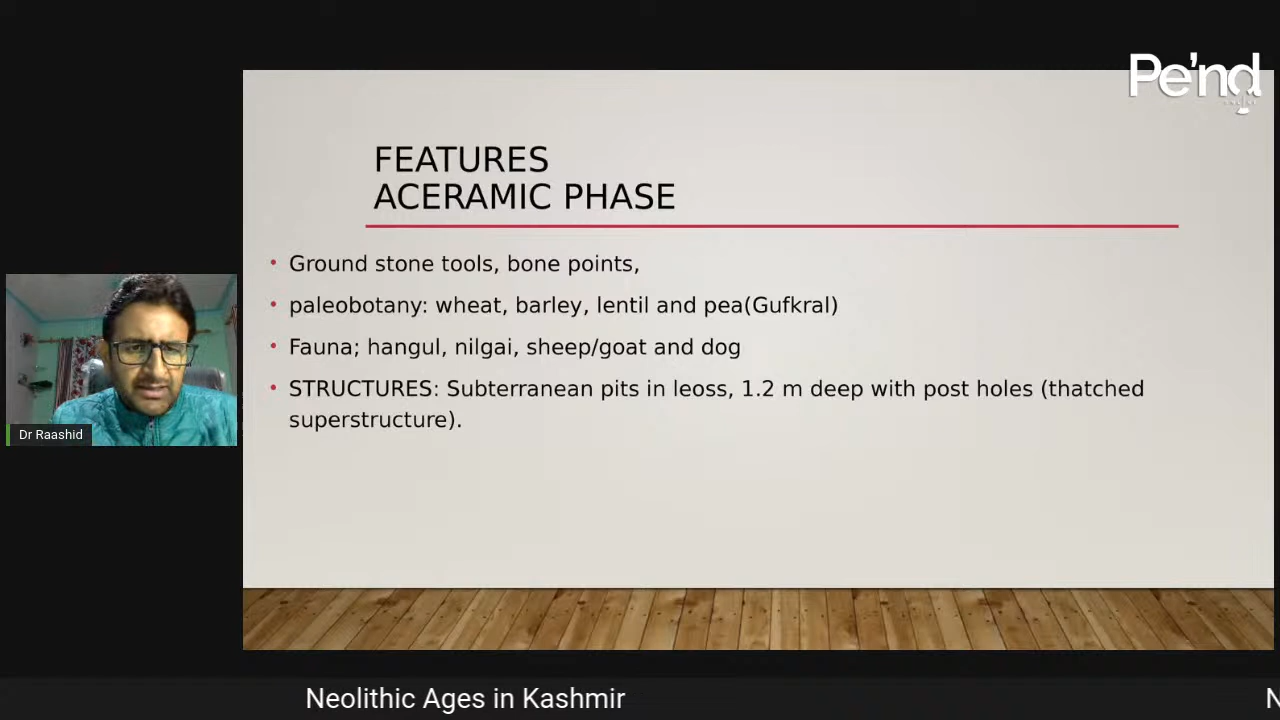 Pe'nd
FEATURES
ACERAMIC PHASE
• Ground stone tools, bone points,
• paleobotany: wheat, barley, lentil and pea(Gufkral)
• Fauna; hangul, nilgai, sheep/goat and dog
• STRUCTURES: Subterranean pits in leoss, 1.2 m deep with post holes (thatched
superstructure).
Dr Raashid
Neolithic Ages in Kashmir
N